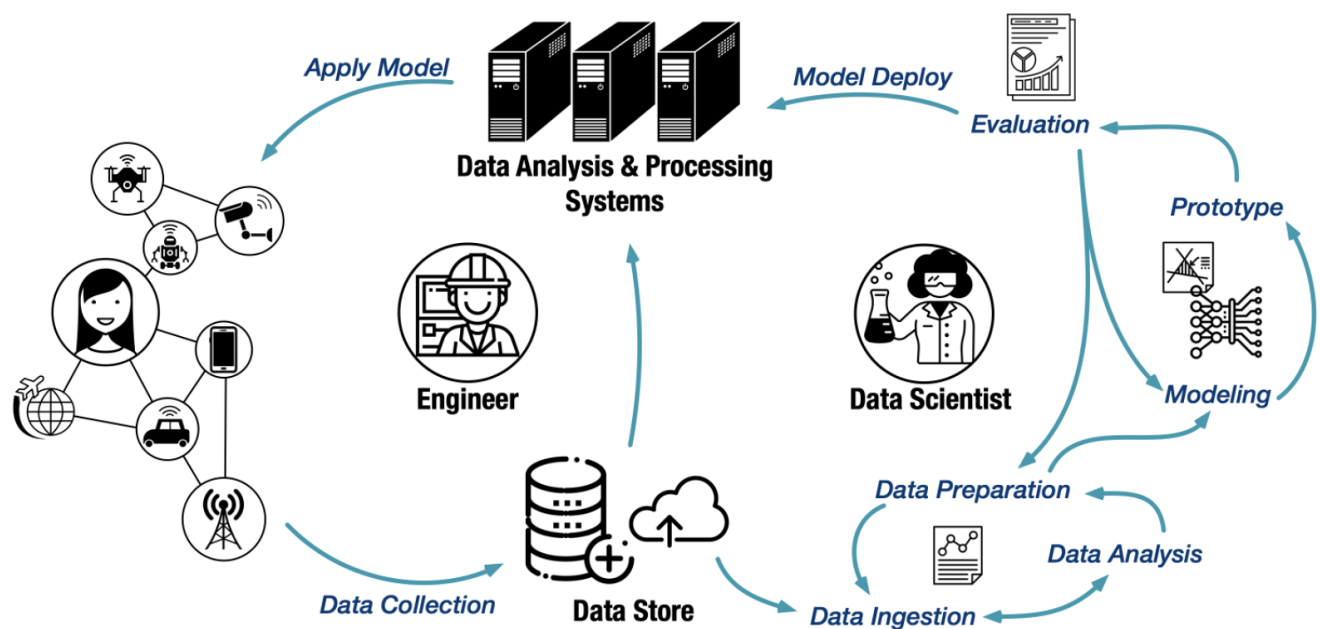 Apply Model
Model Deploy
Evaluation
Data Analysis & Processing
Systems
Prototype
Engineer
Data Scientist
Modeling
Data Preparation
Data Analysis
Data Collection
Data Store
Data Ingestion